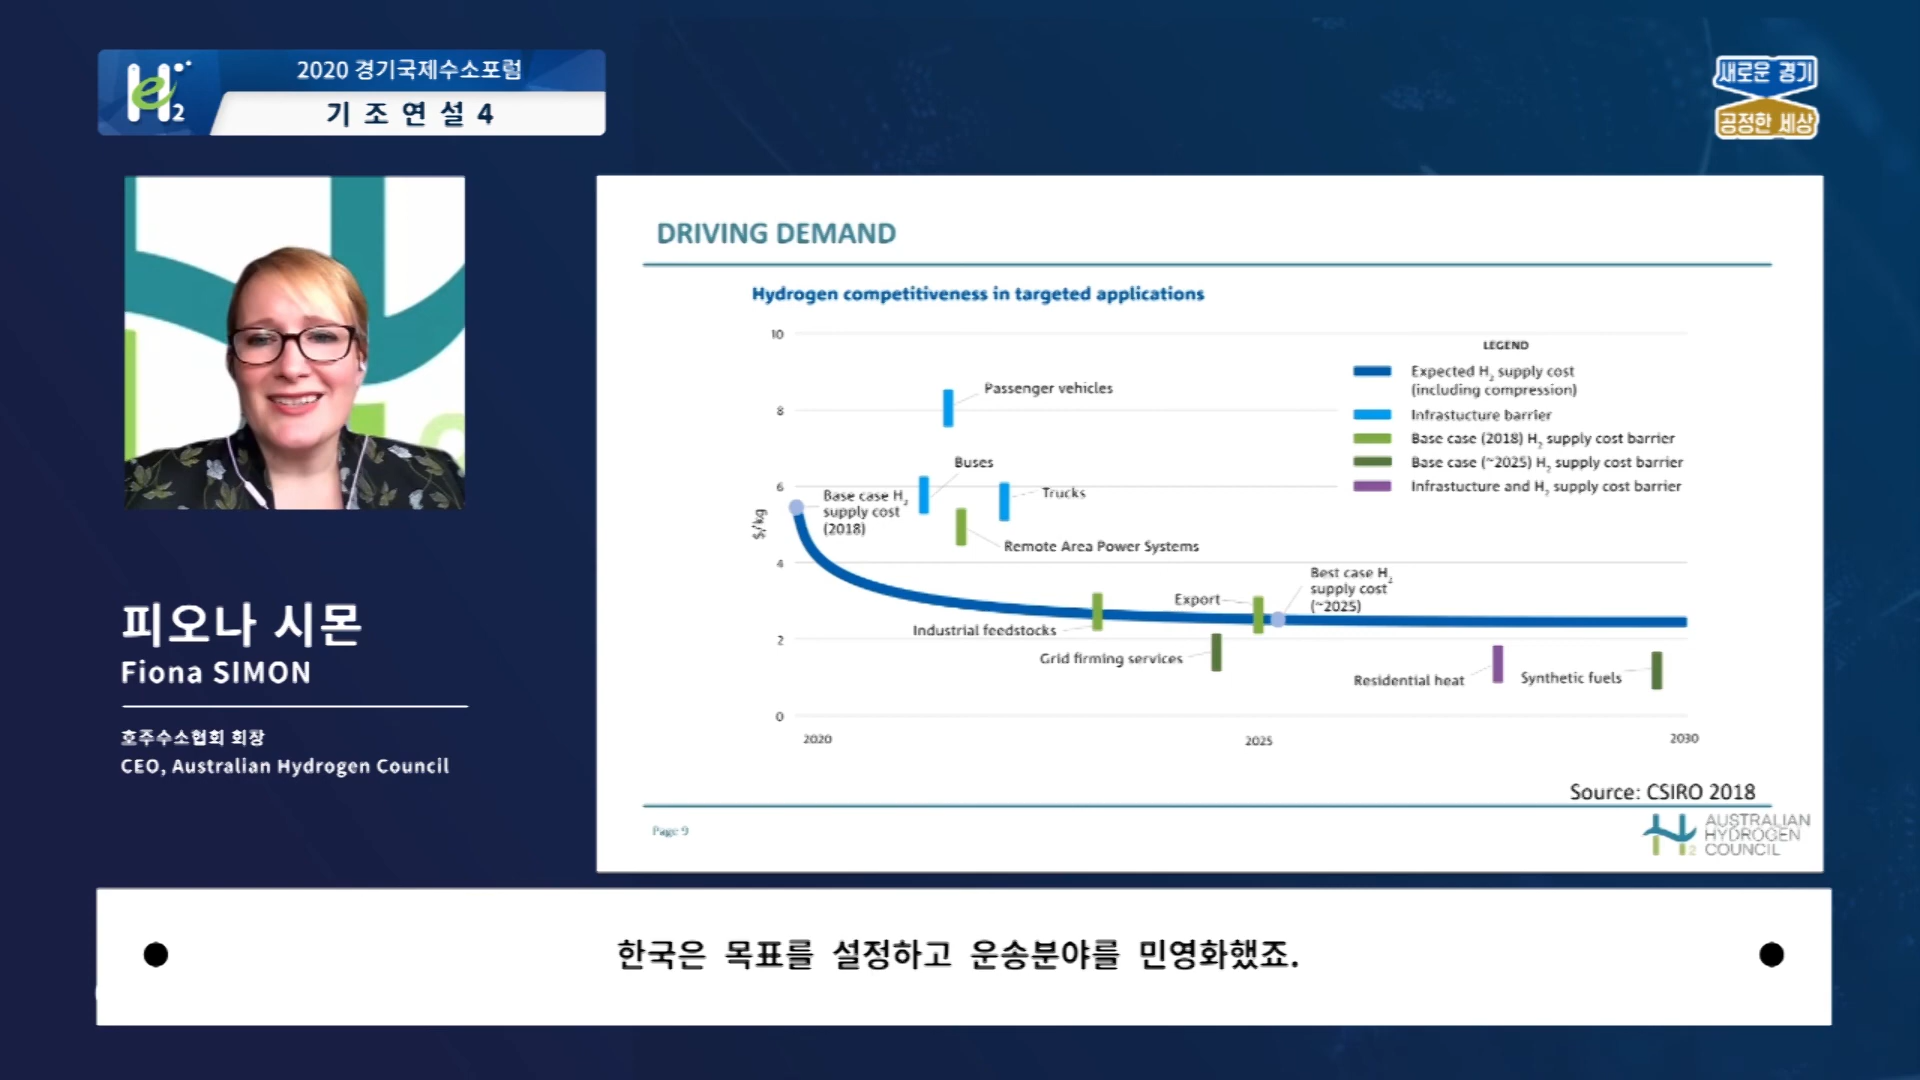 2020 경기국제수소포럼
기조연설4
새로운 경기
공정한 세상
피오나 시몬
Fiona SIMON
호주수소협회 회장
CEO, Australian Hydrogen Council
DRIVING DEMAND
Hydrogen competitiveness in targeted applications
10
8
6
4
2
0
$/kg
2020
2025
2030
Passenger vehicles
Buses
Trucks
Base case H2
supply cost
(2018)
Remote Area Power Systems
Industrial feedstocks
Export
Grid firming services
Best case H2
supply cost
(~2025)
Residential heat
Synthetic fuels
LEGEND
Expected H2 supply cost
(including compression)
Infrastucture barrier
Base case (2018) H2 supply cost barrier
Base case (~2025) H2 supply cost barrier
Infrastucture and H2 supply cost barrier
Source: CSIRO 2018
Page 9
AUSTRALIAN
HYDROGEN
COUNCIL
한국은 목표를 설정하고 운송분야를 민영화했죠.